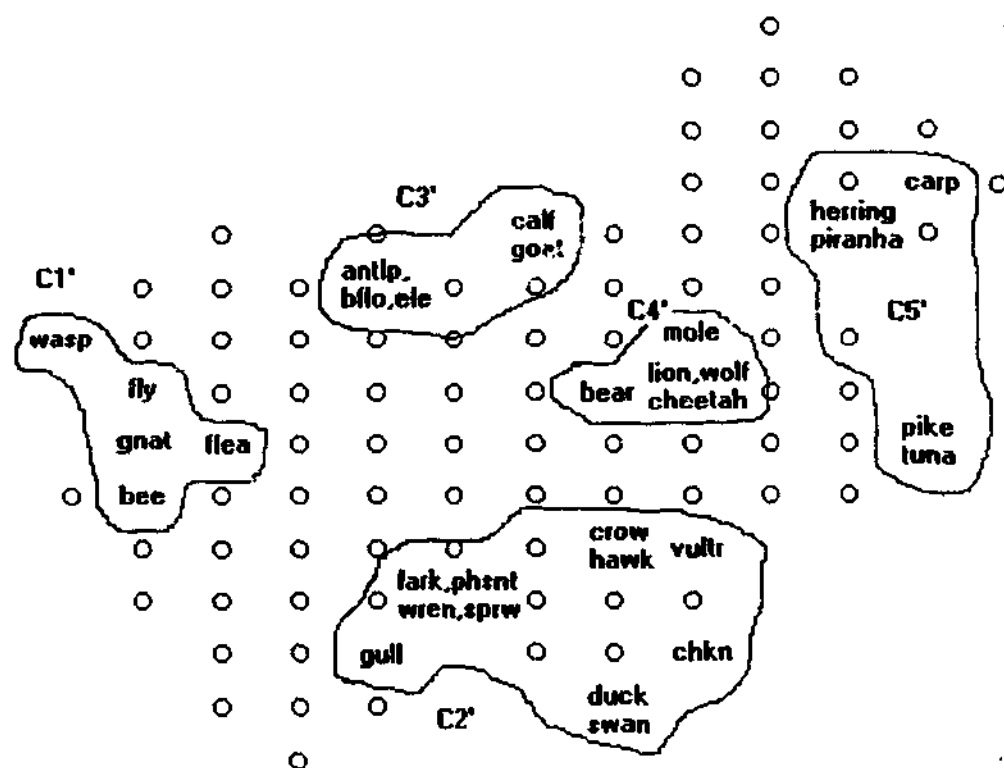 C3'
carp
calf
goat
herring
piranha
antlp,
bflo,ele
C1'
C4'
C5'
wasp
mole
fly
bear
lion,wolf
cheetah
gnat
flea
pike
tuna
bee
crow
hawk
vultr
lark,phsnt
wren,sprw
gull
chkn
duck
swan
C2'